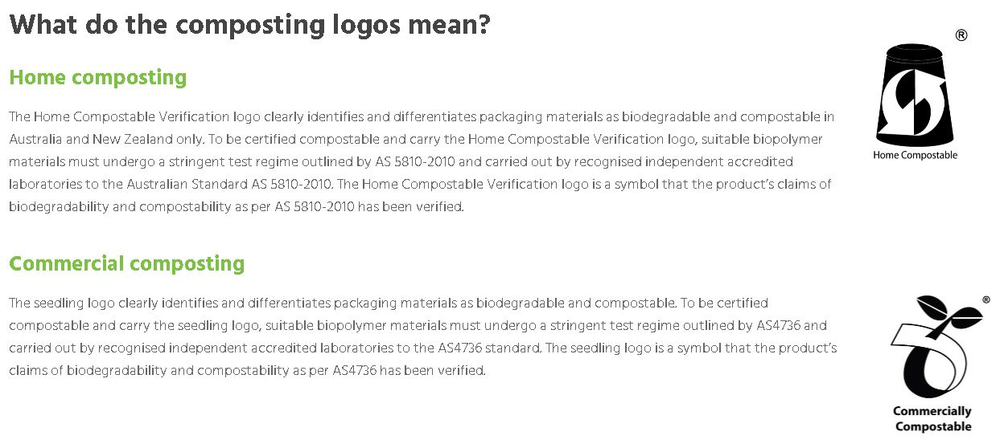 What do the composting logos mean?
Home composting
The Home Compostable Verification logo clearly identifies and differentiates packaging materials as biodegradable and compostable in
Australia and New Zealand only. To be certified compostable and carry the Home Compostable Verification logo, suitable biopolymer
materials must undergo a stringent test regime outlined by AS 5810-2010 and carried out by recognised independent accredited
laboratories to the Australian Standard AS 5810-2010. The Home Compostable Verification logo is a symbol that the product’s claims of
biodegradability and compostability as per AS 5810-2010 has been verified.
®
Home Compostable
Commercial composting
The seedling logo clearly identifies and differentiates packaging materials as biodegradable and compostable. To be certified
compostable and carry the seedling logo, suitable biopolymer materials must undergo a stringent test regime outlined by AS4736 and
carried out by recognised independent accredited laboratories to the AS4736 standard. The seedling logo is a symbol that the product’s
claims of biodegradability and compostability as per AS4736 has been verified.
®
Commercially
Compostable